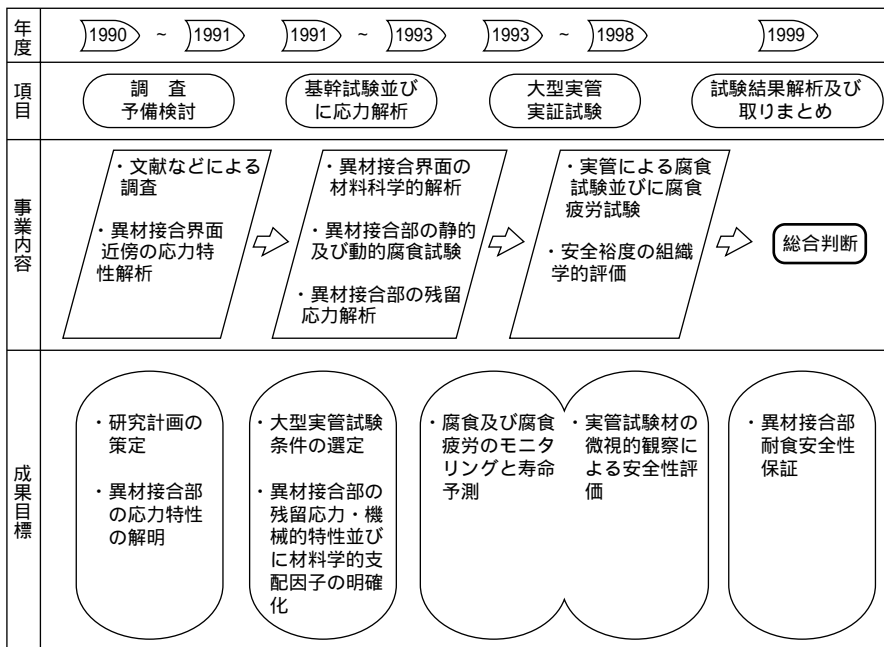 年度
1990 ~ 1991
1991 ~ 1993
1993 ~ 1998
1999
項目
調 査
予備検討
基幹試験並び
に応力解析
大型実管
実証試験
試験結果解析及び
取りまとめ
事業内容
・文献などによる
調査
・異材接合界面
近傍の応力特
性解析
・異材接合界面の
材料科学的解析
・異材接合部の静的
及び動的腐食試験
・異材接合部の残留
応力解析
・実管による腐食
試験並びに腐食
疲労試験
・安全裕度の組織
学的評価
総合判断
成果目標
・研究計画の
策定
・異材接合部
の応力特性
の解明
・大型実管試験
条件の選定
・異材接合部の
残留応力・機
械的特性並び
に材料学的支
配因子の明確
化
・腐食及び腐食
疲労のモニタ
リングと寿命
予測
・実管試験材の
微視的観察
による安全性評
価
・異材接合部
耐食安全性
保証